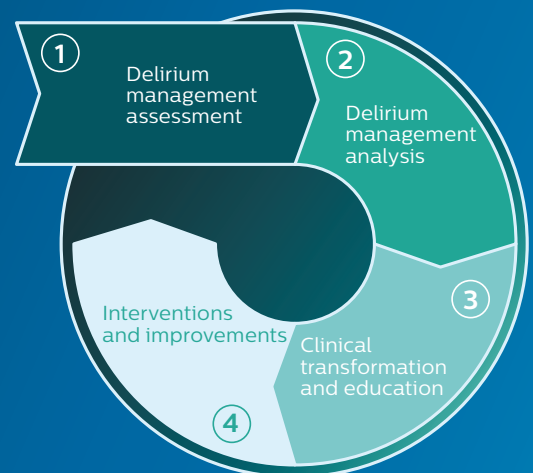 1
Delirium
management
assessment
2
Delirium
management
analysis
3
Clinical
transformation
and education
Interventions
and improvements
4